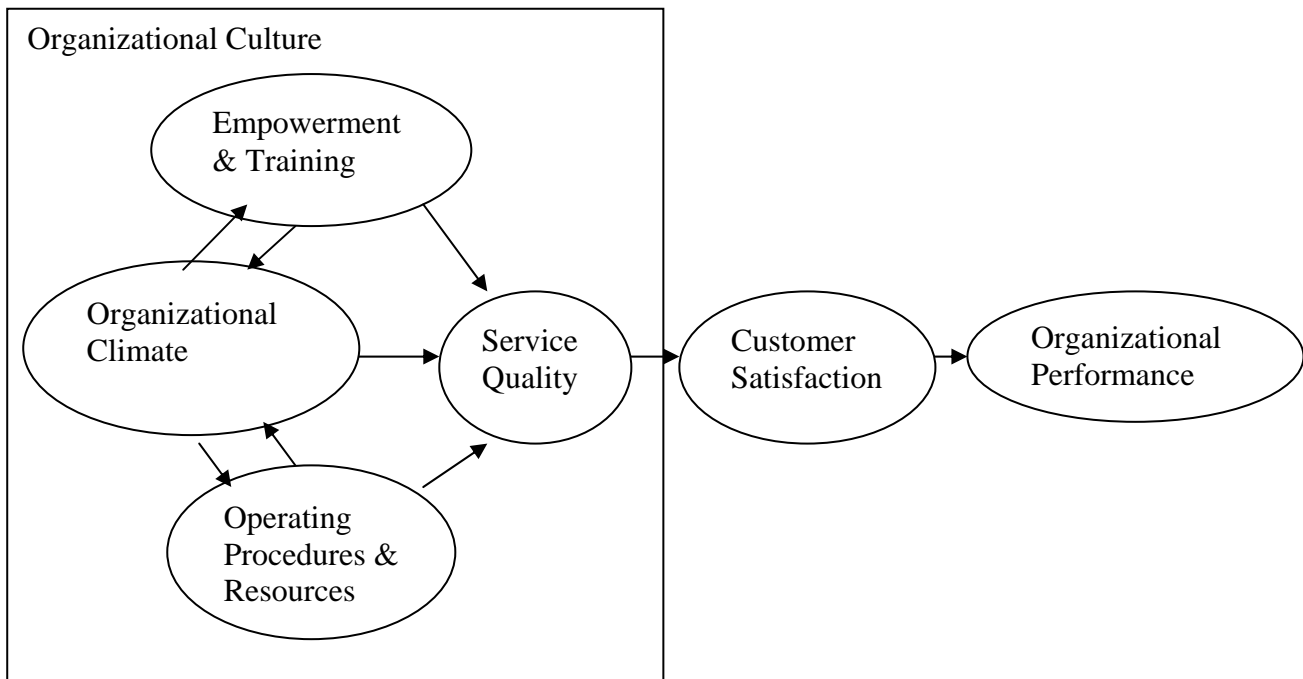 Organizational Culture
Empowerment
& Training
Organizational
Climate
Service
Quality
Customer
Satisfaction
Organizational
Performance
Operating
Procedures &
Resources